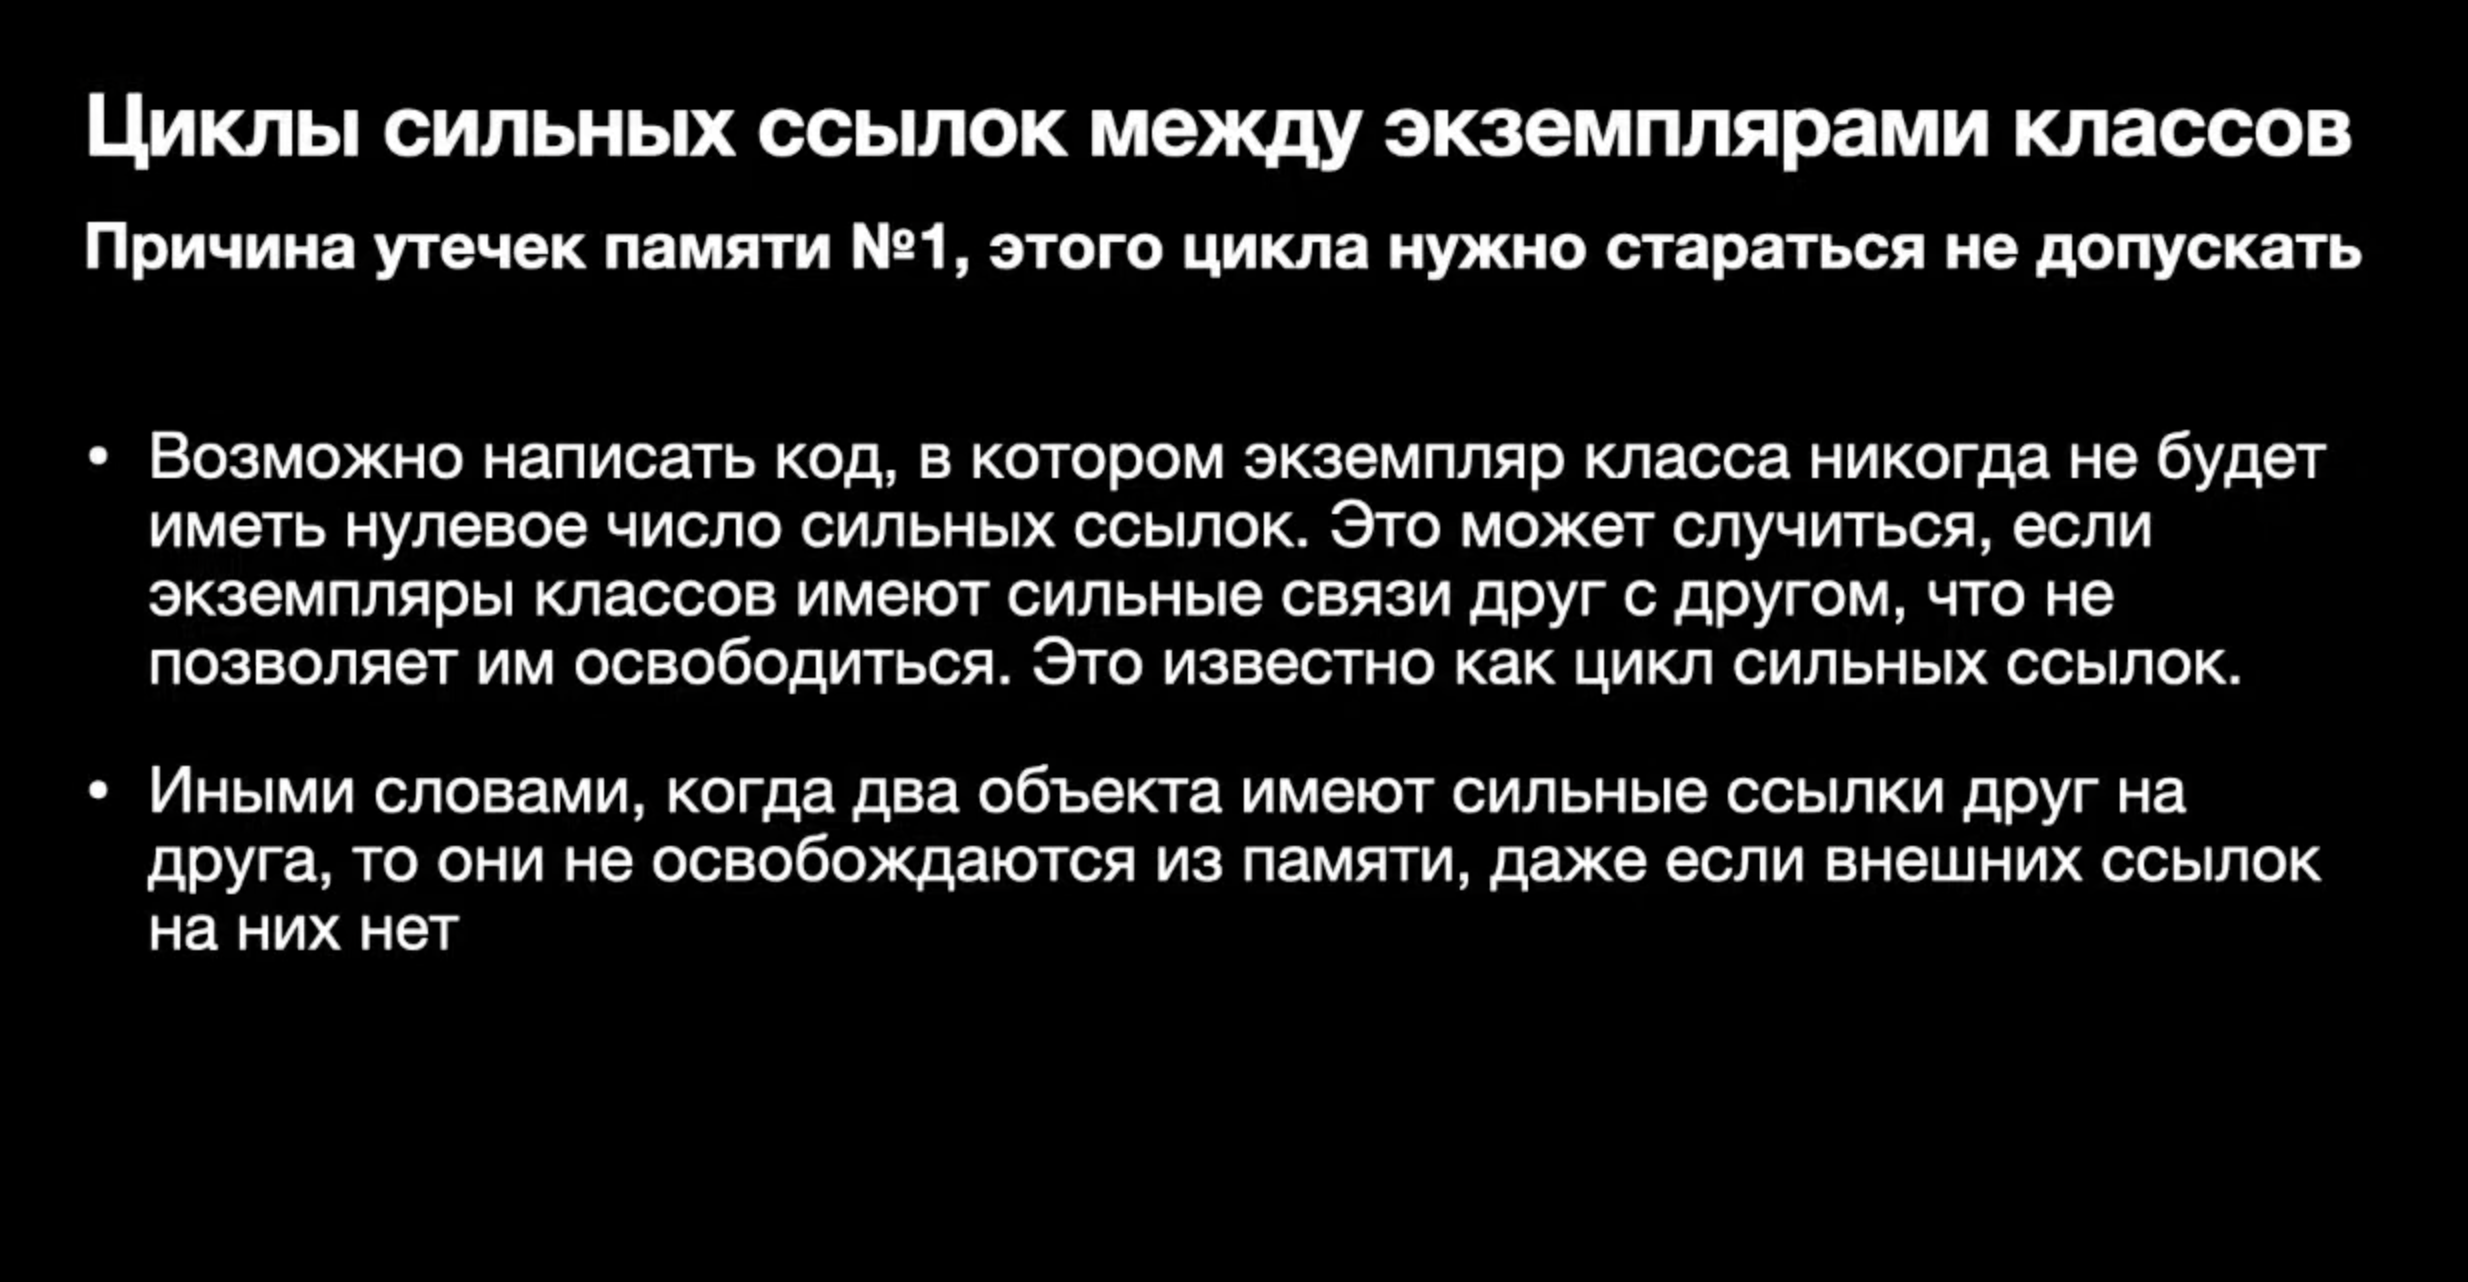 Циклы сильных ссылок между экземплярами классов
Причина утечек памяти №1, этого цикла нужно стараться не допускать
• Возможно написать код, в котором экземпляр класса никогда не будет
иметь нулевое число сильных ссылок. Это может случиться, если
экземпляры классов имеют сильные связи друг с другом, что не
позволяет им освободиться. Это известно как цикл сильных ссылок.
• Иными словами, когда два объекта имеют сильные ссылки друг на
друга, то они не освобождаются из памяти, даже если внешних ссылок
на них нет